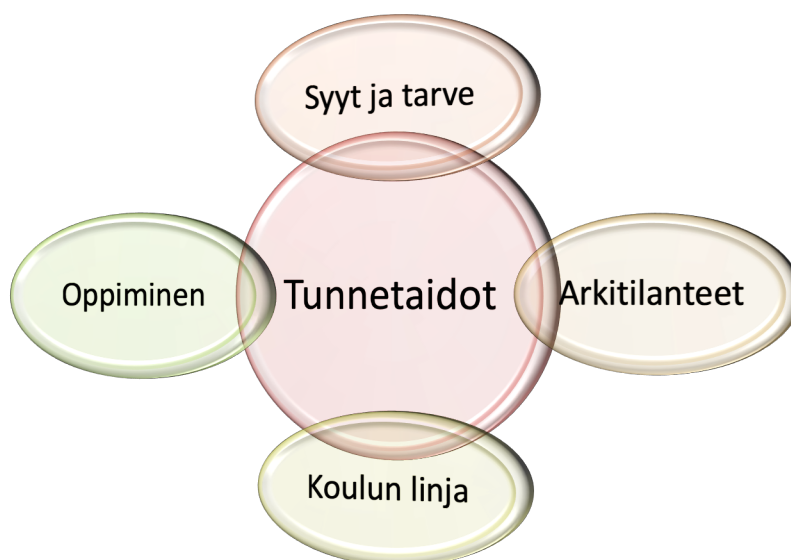 Syyt ja tarve
Oppiminen
Tunnetaidot
Arkitilanteet
Koulun linja